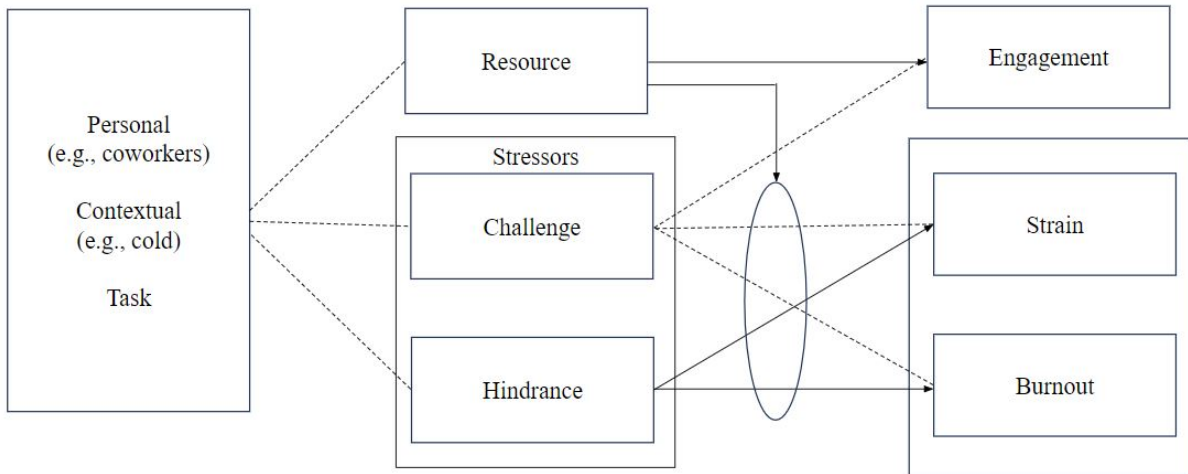 Personal
(e.g., coworkers)
Contextual
(e.g., cold)
Task
Resource
Stressors
Challenge
Hindrance
Engagement
Strain
Burnout